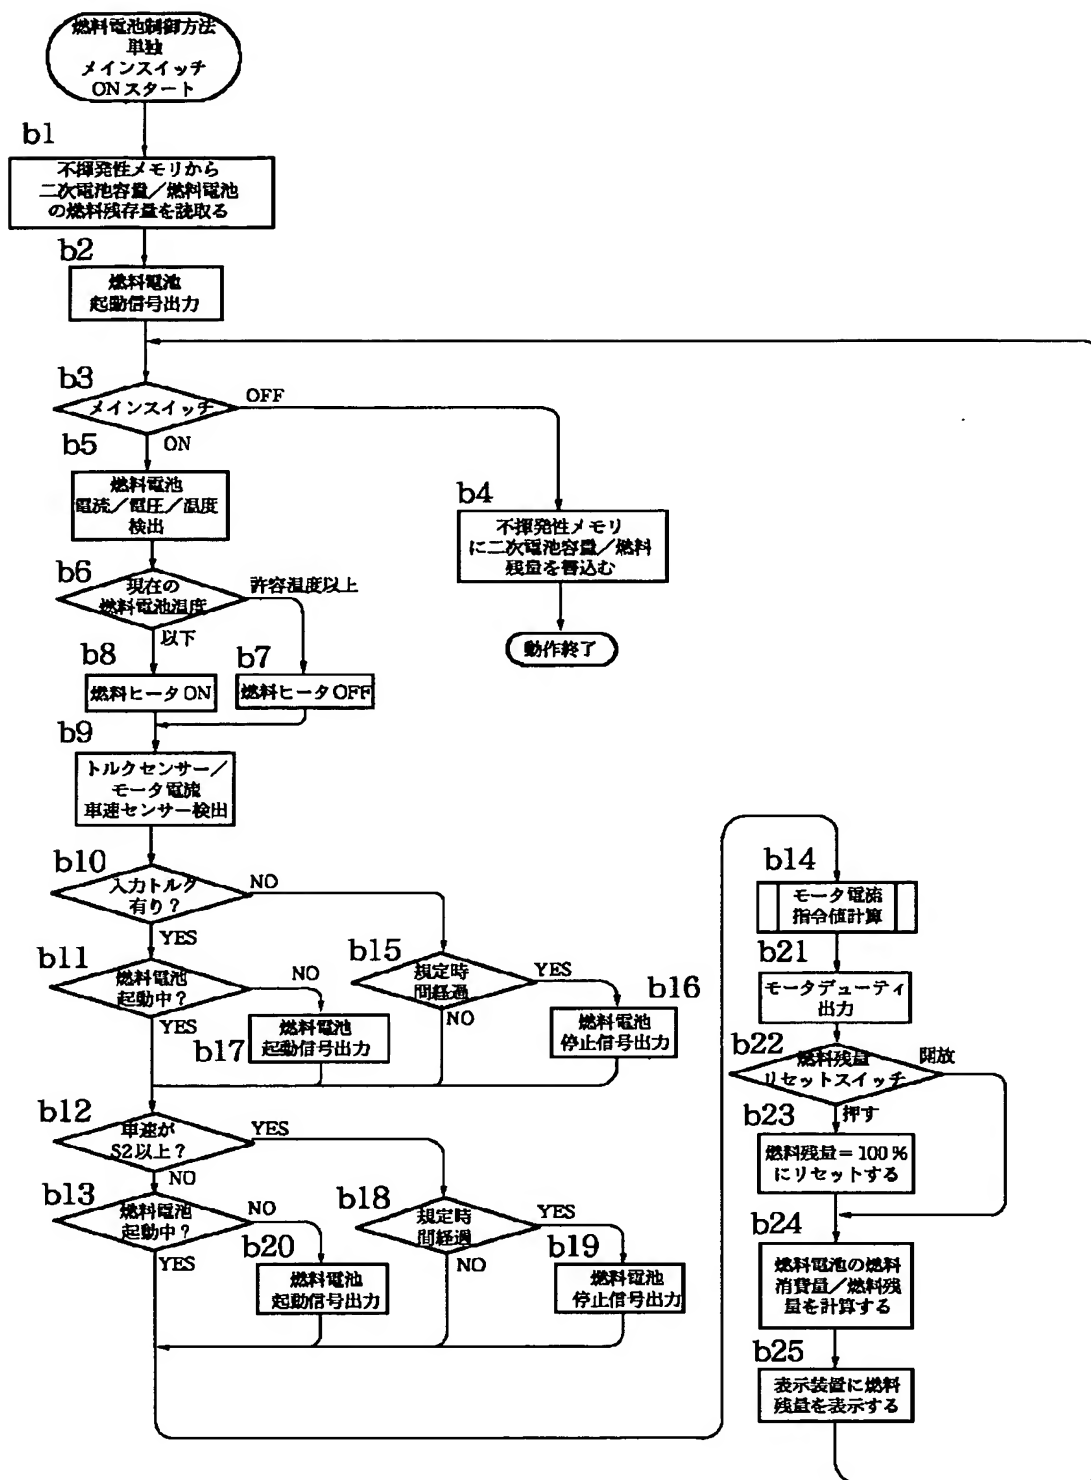 燃料電池制御方法
単独
メインスイッチ
ONスタート
b1
不揮発性メモリから
二次電池容量／燃料電池
の燃料残存量を読取る
b2
燃料電池
起動信号出力
b3
メインスイッチ
OFF
ON
b5
燃料電池
電流／電圧／温度
検出
b4
不揮発性メモリ
に二次電池容量／燃料
残量を書込む
動作終了
b6
現在の
燃料電池温度
許容温度以上
以下
b8
燃料ヒータON
b7
燃料ヒータOFF
b9
トルクセンサー／
モータ電流
車速センサー検出
b10
入力トルク
有り？
NO
YES
b11
燃料電池
起動中？
NO
YES
b15
規定時
間経過
YES
NO
b16
燃料電池
停止信号出力
b17
燃料電池
起動信号出力
b12
車速が
S2以上？
YES
NO
b13
燃料電池
起動中？
NO
YES
b18
規定時
間経過
YES
NO
b20
燃料電池
起動信号出力
b19
燃料電池
停止信号出力
b14
モータ電流
指令値計算
b21
モータデューティ
出力
b22
燃料残量
リセットスイッチ
開放
押す
b23
燃料残量＝100％
にリセットする
b24
燃料電池の燃料
消費量／燃料残
量を計算する
b25
表示装置に燃料
残量を表示する